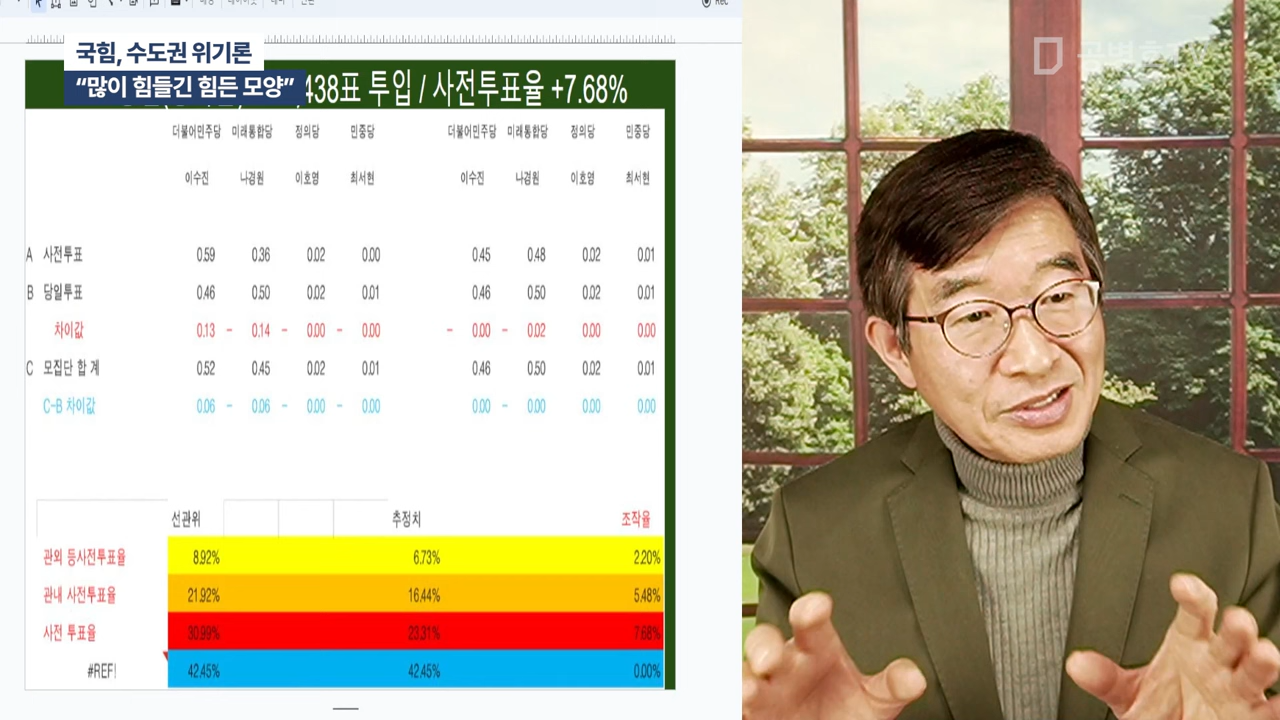 Rec
국힘, 수도권 위기론
“많이 힘들긴 힘든 모양”
438표 투입 / 사전투표율 +7.68%
더불어민주당 미래통합당 정의당 민중당 더불어민주당 미래통합당 정의당 민중당
이수진 나경원 이호영 최서현 이수진 나경원 이호영 최서현
A 사전투표 0.59 0.36 0.02 0.00 0.45 0.48 0.02 0.01
B 당일투표 0.46 0.50 0.02 0.01 0.46 0.50 0.02 0.01
차이값 0.13 - 0.14 - 0.00 - 0.00 - 0.00 - 0.02 0.00 0.00
C 모집단 합 계 0.52 0.45 0.02 0.01 0.46 0.50 0.02 0.01
C-B 차이값 0.06 - 0.06 - 0.00 - 0.00 0.00 - 0.00 0.00 0.00
선관위 추정치 조작율
관외 등사전투표율 8.92% 6.73% 2.20%
관내 사전투표율 21.92% 16.44% 5.48%
사전 투표율 30.99% 23.31% 7.68%
#REF! 42.45% 42.45% 0.00%